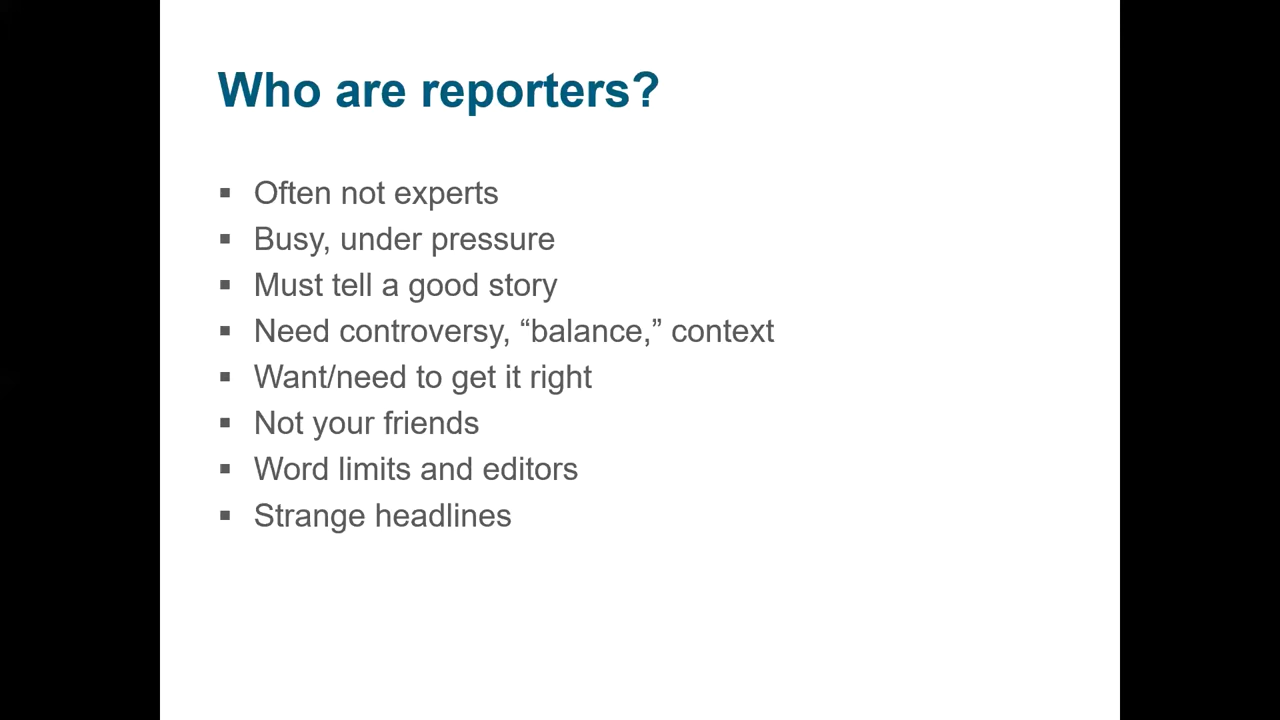 Who are reporters?
▪ Often not experts
▪ Busy, under pressure
▪ Must tell a good story
▪ Need controversy, “balance,” context
▪ Want/need to get it right
▪ Not your friends
▪ Word limits and editors
▪ Strange headlines